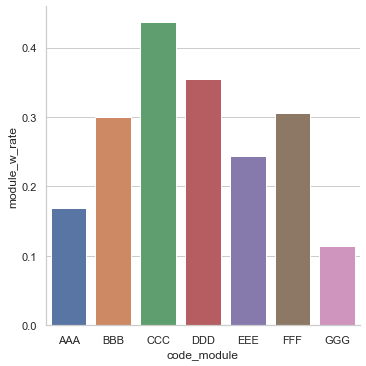 module_w_rate
0.4
0.3
0.2
0.1
0.0
AAA BBB CCC DDD EEE FFF GGG
code_module